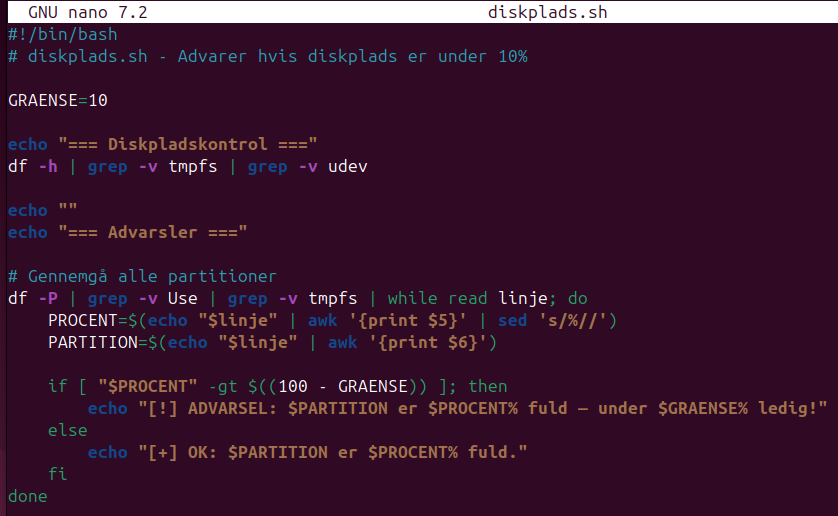 GNU nano 7.2 diskplads.sh
#!/bin/bash
# diskplads.sh - Advarer hvis diskplads er under 10%
GRAENSE=10
echo "=== Diskpladskontrol ==="
df -h | grep -v tmpfs | grep -v udev
echo ""
echo "=== Advarsler ==="
# Gennemgå alle partitioner
df -P | grep -v Use | grep -v tmpfs | while read linje; do
    PROCENT=$(echo "$linje" | awk '{print $5}' | sed 's/%//')
    PARTITION=$(echo "$linje" | awk '{print $6}')
    if [ "$PROCENT" -gt $((100 - GRAENSE)) ]; then
        echo "[!] ADVARSEL: $PARTITION er $PROCENT% fuld – under $GRAENSE% ledig!"
    else
        echo "[+] OK: $PARTITION er $PROCENT% fuld."
    fi
done